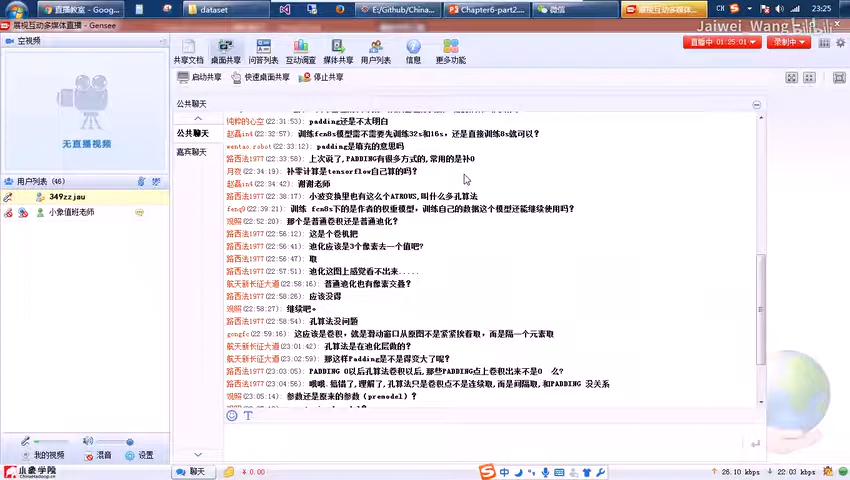 直播教室 - Goog...
dataset
E:/Github/China...
Chapter6-part2....
微信
展视互动多媒体...
CH
23:25
展视互动多媒体直播 - Gensee
Jaiwei_Wang
bilibili
空视频
共享文档
桌面共享
问答列表
互动调查
媒体共享
用户列表
信息
更多功能
直播中 01:25:01
录制中
启动共享
快速桌面共享
停止共享
无直播视频
公共聊天
公共聊天
嘉宾聊天
纯粹的心空(22:31:53): padding还是不太明白
赵磊in4(22:32:57): 训练fcn8s模型需不需要先训练32s和16s，还是直接训练8s就可以？
wentao.robot(22:33:12): padding是填充的意思吗
路西法1977(22:33:58): 上次说了,PADDING有很多方式的,常用的是补0
月夜(22:34:19): 补零计算是tensorflow自己算的吗？
赵磊in4(22:34:42): 谢谢老师
路西法1977(22:38:17): 小波变换里也有这么个ATROUS,叫什么多孔算法
fenq9(22:39:21): 训练 fcn8s下的是作者的权重模型，训练自己的数据这个模型还能继续使用吗？
观照(22:52:20): 那个是普通卷积还是普通池化？
路西法1977(22:56:12): 这是个卷机把
路西法1977(22:56:41): 池化应该是3个像素去一个值吧?
路西法1977(22:56:47): 取
路西法1977(22:57:51): 池化这图上感觉看不出来.....
航天新长征大道(22:58:16): 普通池化也有像素交叠？
路西法1977(22:58:26): 应该没得
观照(22:58:27): 继续吧。
路西法1977(22:58:54): 孔算法没问题
gongfc(22:59:16): 这应该是卷积，就是滑动窗口从原图不是紧紧挨着取，而是隔一个元素取
航天新长征大道(23:01:42): 孔算法是在池化层做的？
航天新长征大道(23:02:59): 那这样Padding是不是得变大了呢？
路西法1977(23:03:05): PADDING 0以后孔算法卷积以后,那些PADDING点上卷积出来不是0 么?
路西法1977(23:04:56): 喂喂.搞错了,理解了,孔算法只是卷积点不是连续取,而是间隔取,和PADDING 没关系
观照(23:05:14): 参数还是原来的参数（premodel）？
用户列表 (46)
349zzjau
小象值班老师
我的视频
混音
设置
小象学院
ChinaHadoop.cn
聊天
¥ 0.00
中
26.10 kbps
22.03 kbps